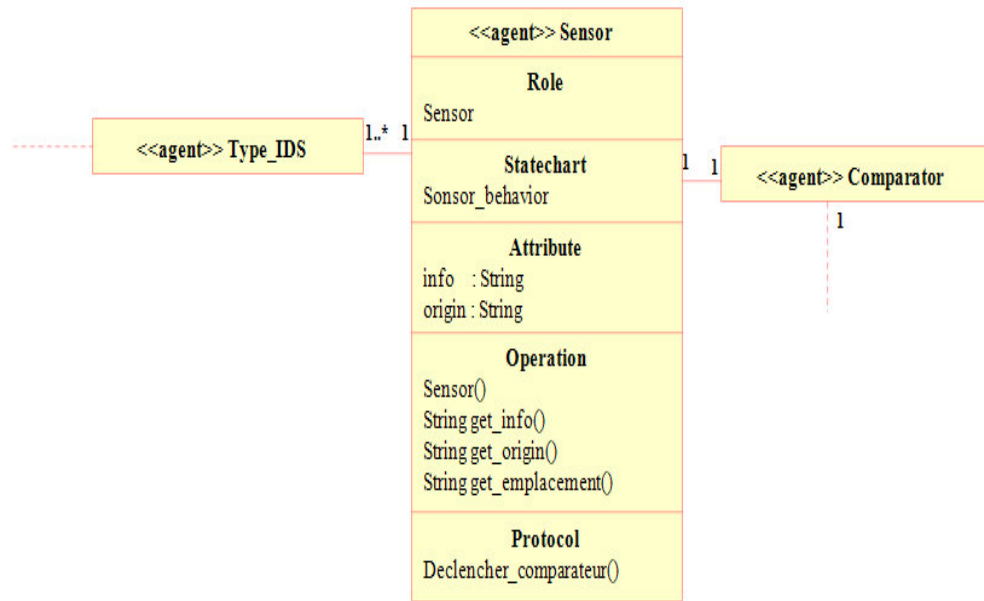 <<agent>> Sensor
Role
Sensor
<<agent>> Type_IDS
1..* 1
Statechart
Sonsor_behavior
1 1
<<agent>> Comparator
1
Attribute
info : String
origin : String
Operation
Sensor()
String get_info()
String get_origin()
String get_emplacement()
Protocol
Declencher_comparateur()